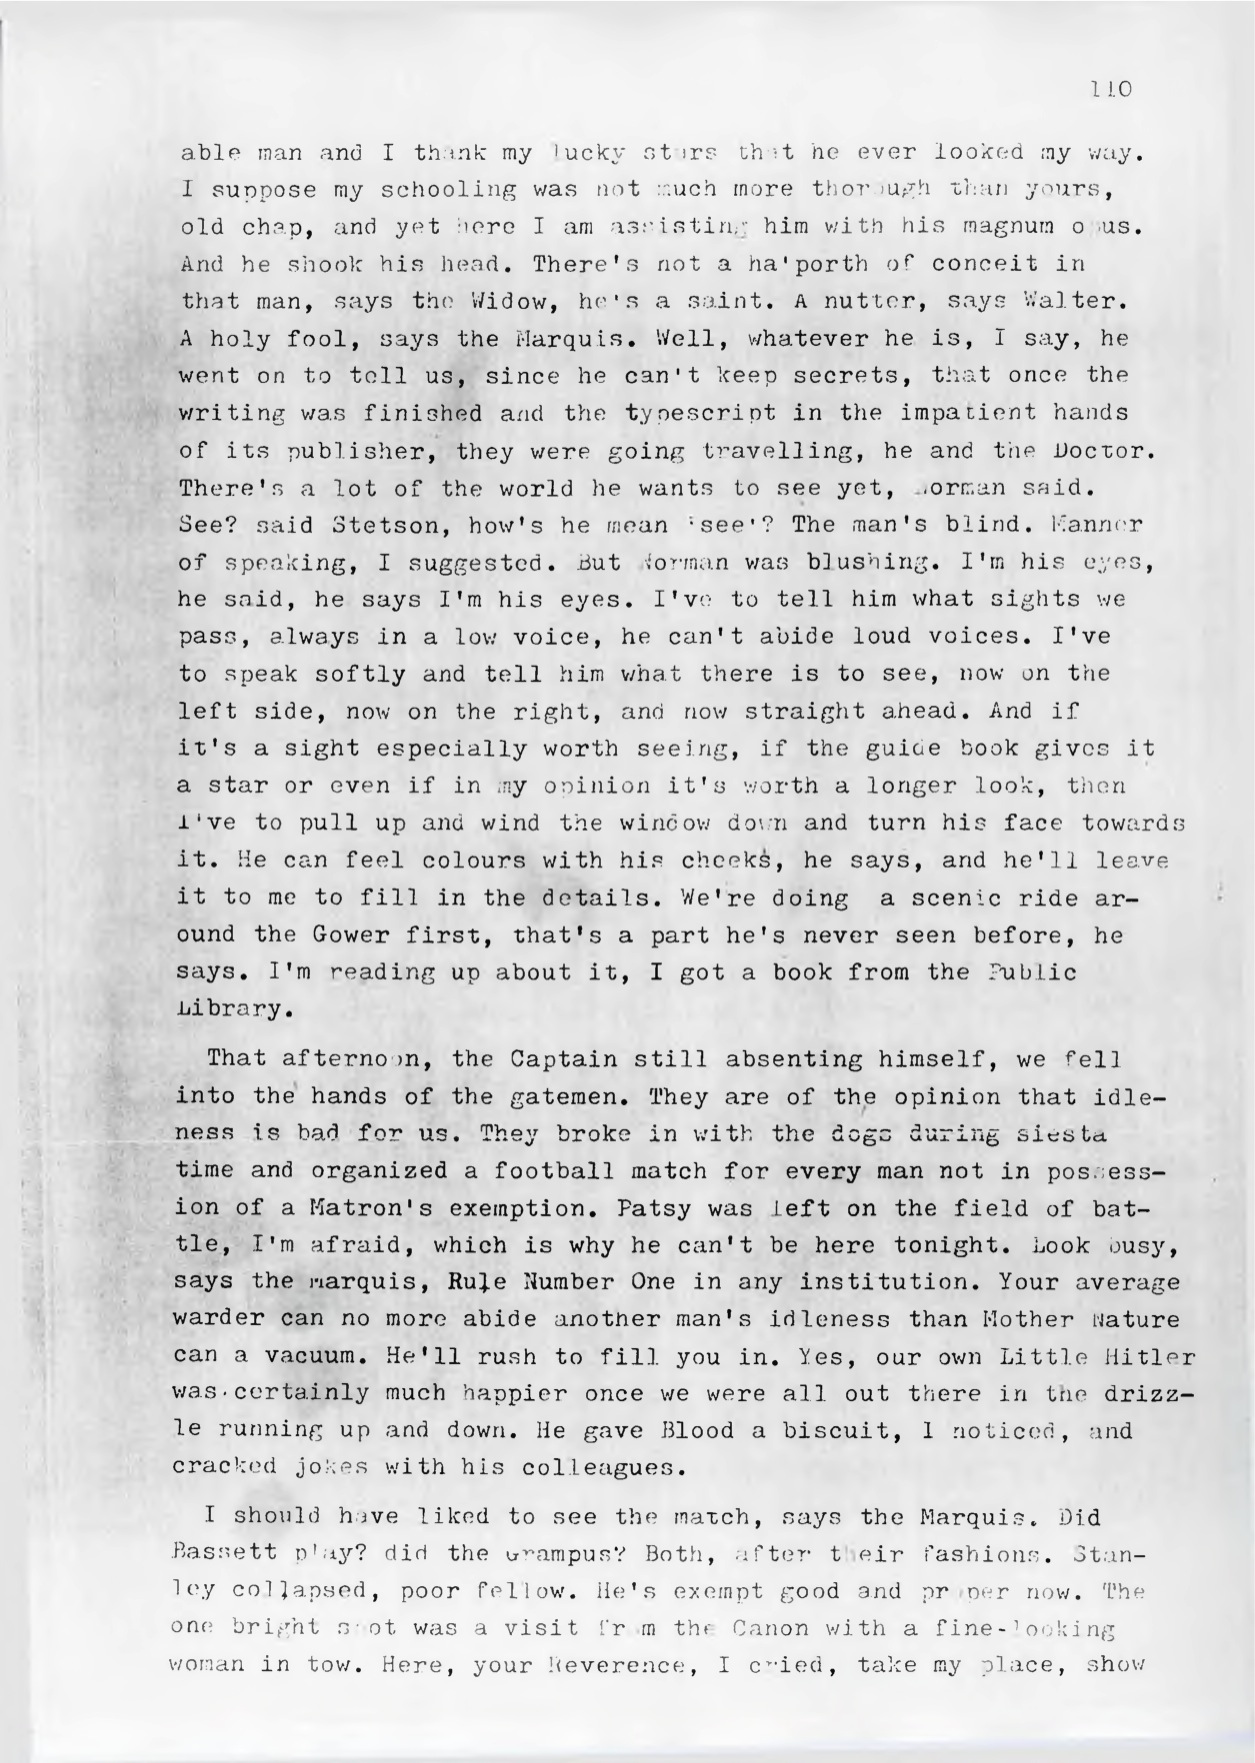 110
able man and I thank my lucky stars that he ever looked my way.
I suppose my schooling was not much more thorough than yours,
old chap, and yet here I am assisting him with his magnum opus.
And he shook his head. There's not a ha'porth of conceit in
that man, says the Widow, he's a saint. A nutter, says Walter.
A holy fool, says the Marquis. Well, whatever he is, I say, he
went on to tell us, since he can't keep secrets, that once the
writing was finished and the typescript in the impatient hands
of its publisher, they were going travelling, he and the Doctor.
There's a lot of the world he wants to see yet, Norman said.
See? said Stetson, how's he mean 'see'? The man's blind. Manner
of speaking, I suggested. But Norman was blushing. I'm his eyes,
he said, he says I'm his eyes. I've to tell him what sights we
pass, always in a low voice, he can't abide loud voices. I've
to speak softly and tell him what there is to see, now on the
left side, now on the right, and now straight ahead. And if
it's a sight especially worth seeing, if the guide book gives it
a star or even if in my opinion it's worth a longer look, then
I've to pull up and wind the window down and turn his face towards
it. He can feel colours with his cheeks, he says, and he'll leave
it to me to fill in the details. We're doing a scenic ride ar-
ound the Gower first, that's a part he's never seen before, he
says. I'm reading up about it, I got a book from the Public
Library.
That afternoon, the Captain still absenting himself, we fell
into the hands of the gatemen. They are of the opinion that idle-
ness is bad for us. They broke in with the dogs during siesta
time and organized a football match for every man not in possess-
ion of a Matron's exemption. Patsy was left on the field of bat-
tle, I'm afraid, which is why he can't be here tonight. Look busy,
says the Marquis, Rule Number One in any institution. Your average
warder can no more abide another man's idleness than Mother Nature
can a vacuum. He'll rush to fill you in. Yes, our own Little Hitler
was certainly much happier once we were all out there in the drizz-
le running up and down. He gave Blood a biscuit, I noticed, and
cracked jokes with his colleagues.
I should have liked to see the match, says the Marquis. Did
Bassett play? did the Grampus? Both, after their fashions. Stan-
ley collapsed, poor fellow. He's exempt good and proper now. The
one bright spot was a visit from the Canon with a fine-looking
woman in tow. Here, your Reverence, I cried, take my place, show